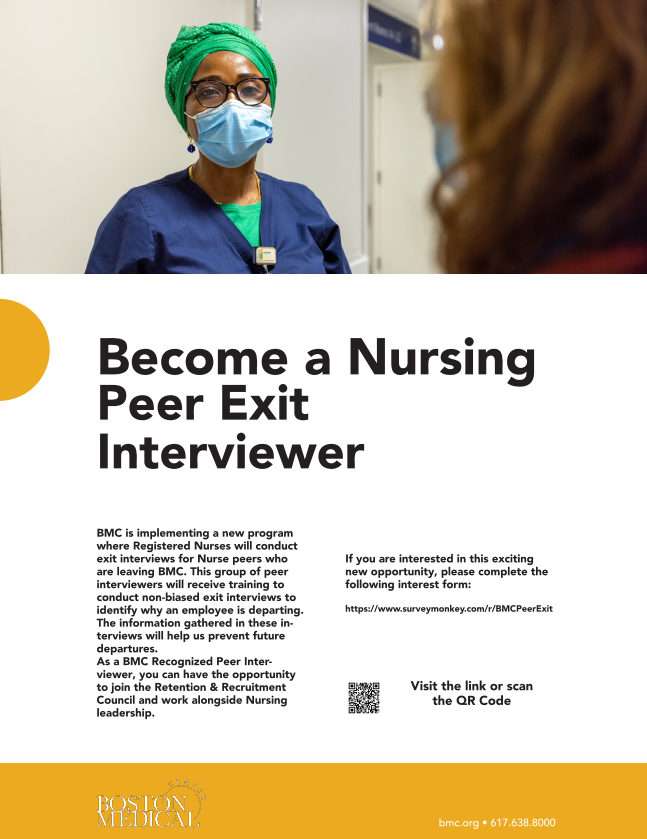 Become a Nursing
Peer Exit
Interviewer
BMC is implementing a new program
where Registered Nurses will conduct
exit interviews for Nurse peers who
are leaving BMC. This group of peer
interviewers will receive training to
conduct non-biased exit interviews to
identify why an employee is departing.
The information gathered in these in-
terviews will help us prevent future
departures.
As a BMC Recognized Peer Inter-
viewer, you can have the opportunity
to join the Retention & Recruitment
Council and work alongside Nursing
leadership.
If you are interested in this exciting
new opportunity, please complete the
following interest form:
https://www.surveymonkey.com/r/BMCPeerExit
Visit the link or scan
the QR Code
BOSTON
MEDICAL
bmc.org • 617.638.8000